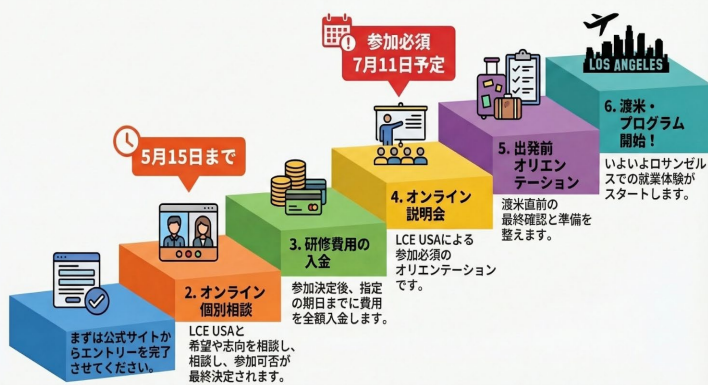 まずは公式サイトか
らエントリーを完了
させてください。
5月15日まで
2. オンライン
個別相談
LCE USAと
希望や志向を相談し、
相談し、参加可否が
最終決定されます。
3. 研修費用の
入金
参加決定後、指定
の期日までに費用
を全額入金します。
参加必須
7月11日予定
4. オンライン
説明会
LCE USAによる
参加必須の
オリエンテーション
です。
5. 出発前
オリエン
テーション
渡米直前の
最終確認と準備を
整えます。
LOS ANGELES
6. 渡米・
プログラム
開始！
いよいよロサンゼル
スでの就業体験が
スタートします。